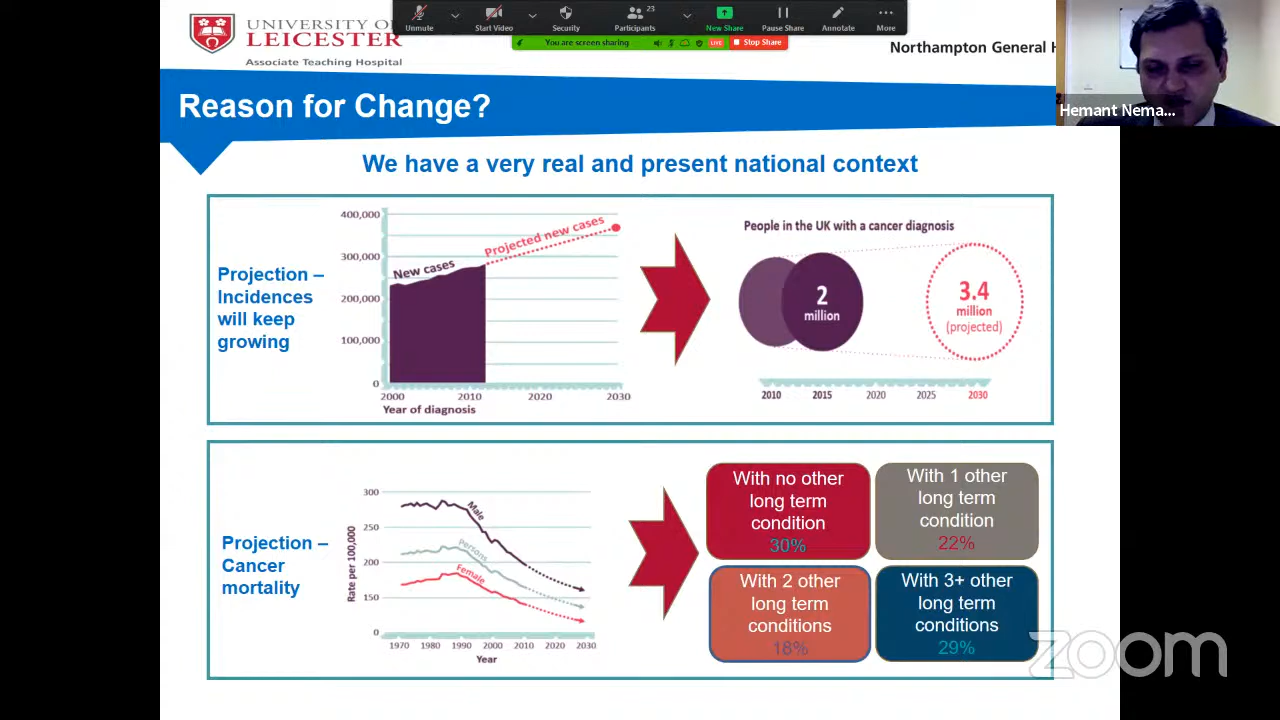 UNIVERSITY OF
LEICESTER
Associate Teaching Hospital
Unmute
Start Video
Security
23
Participants
New Share
Pause Share
Annotate
More
You are screen sharing
LIVE
Stop Share
Northampton General H
Hemant Nema...
Reason for Change?
We have a very real and present national context
Projection –
Incidences
will keep
growing
400,000
300,000
200,000
100,000
0
New cases
Projected new cases
2000 2010 2020 2030
Year of diagnosis
People in the UK with a cancer diagnosis
2
million
3.4
million
(projected)
2010 2015 2020 2025 2030
Projection –
Cancer
mortality
Rate per 100,000
300
250
200
150
0
Male
Persons
Female
1970 1980 1990 2000 2010 2020 2030
Year
With no other
long term
condition
30%
With 1 other
long term
condition
22%
With 2 other
long term
conditions
18%
With 3+ other
long term
conditions
29%
zoom